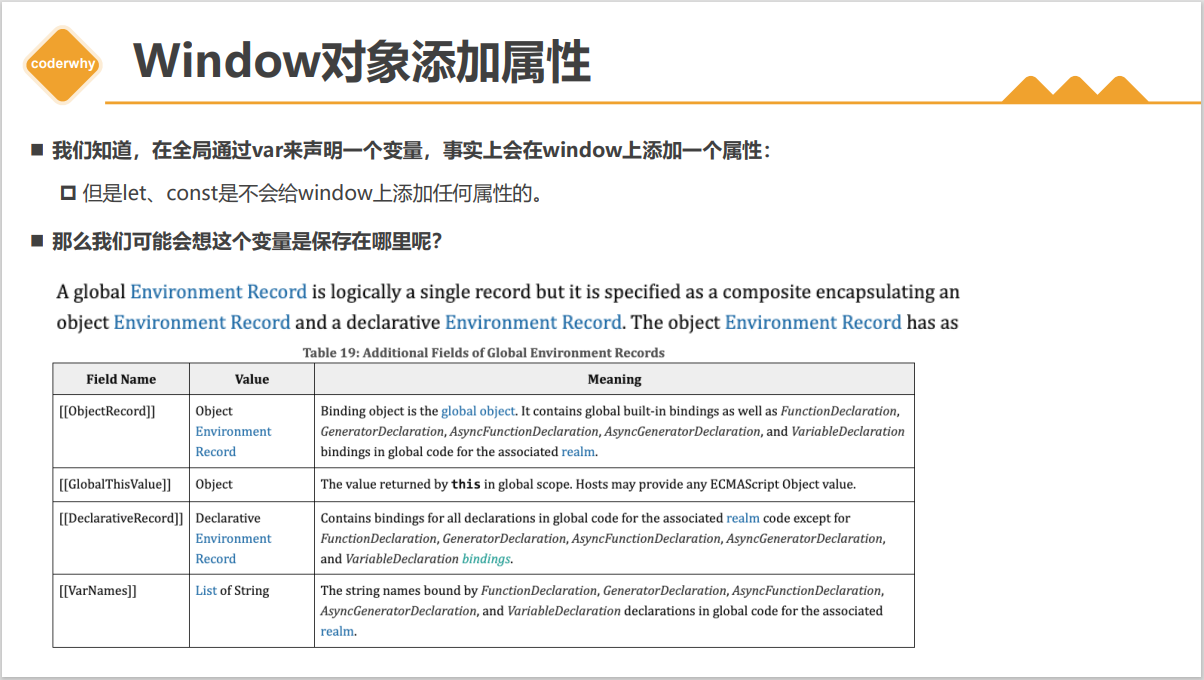 coderwhy
Window对象添加属性
我们知道，在全局通过var来声明一个变量，事实上会在window上添加一个属性：
但是let、const是不会给window上添加任何属性的。
那么我们可能会想这个变量是保存在哪里呢？
A global Environment Record is logically a single record but it is specified as a composite encapsulating an
object Environment Record and a declarative Environment Record. The object Environment Record has as
Table 19: Additional Fields of Global Environment Records
Field Name Value Meaning
[[ObjectRecord]] Object Environment Record Binding object is the global object. It contains global built-in bindings as well as FunctionDeclaration,
GeneratorDeclaration, AsyncFunctionDeclaration, AsyncGeneratorDeclaration, and VariableDeclaration
bindings in global code for the associated realm.
[[GlobalThisValue]] Object The value returned by this in global scope. Hosts may provide any ECMAScript Object value.
[[DeclarativeRecord]] Declarative Environment Record Contains bindings for all declarations in global code for the associated realm code except for
FunctionDeclaration, GeneratorDeclaration, AsyncFunctionDeclaration, AsyncGeneratorDeclaration,
and VariableDeclaration bindings.
[[VarNames]] List of String The string names bound by FunctionDeclaration, GeneratorDeclaration, AsyncFunctionDeclaration,
AsyncGeneratorDeclaration, and VariableDeclaration declarations in global code for the associated
realm.